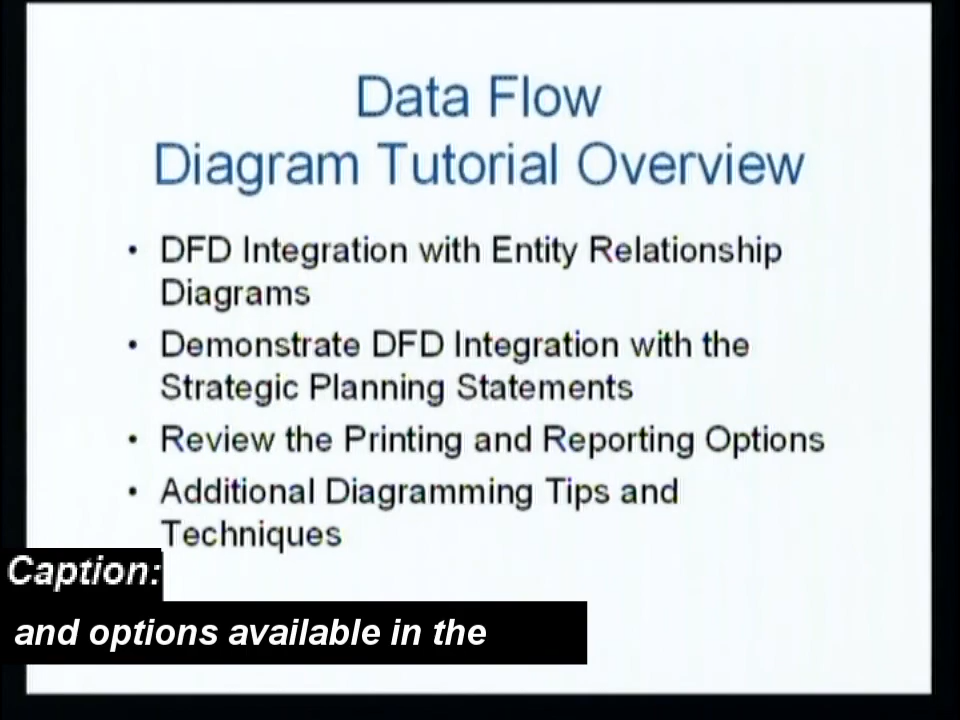 Data Flow
Diagram Tutorial Overview
• DFD Integration with Entity Relationship
Diagrams
• Demonstrate DFD Integration with the
Strategic Planning Statements
• Review the Printing and Reporting Options
• Additional Diagramming Tips and
Techniques
Caption:
and options available in the